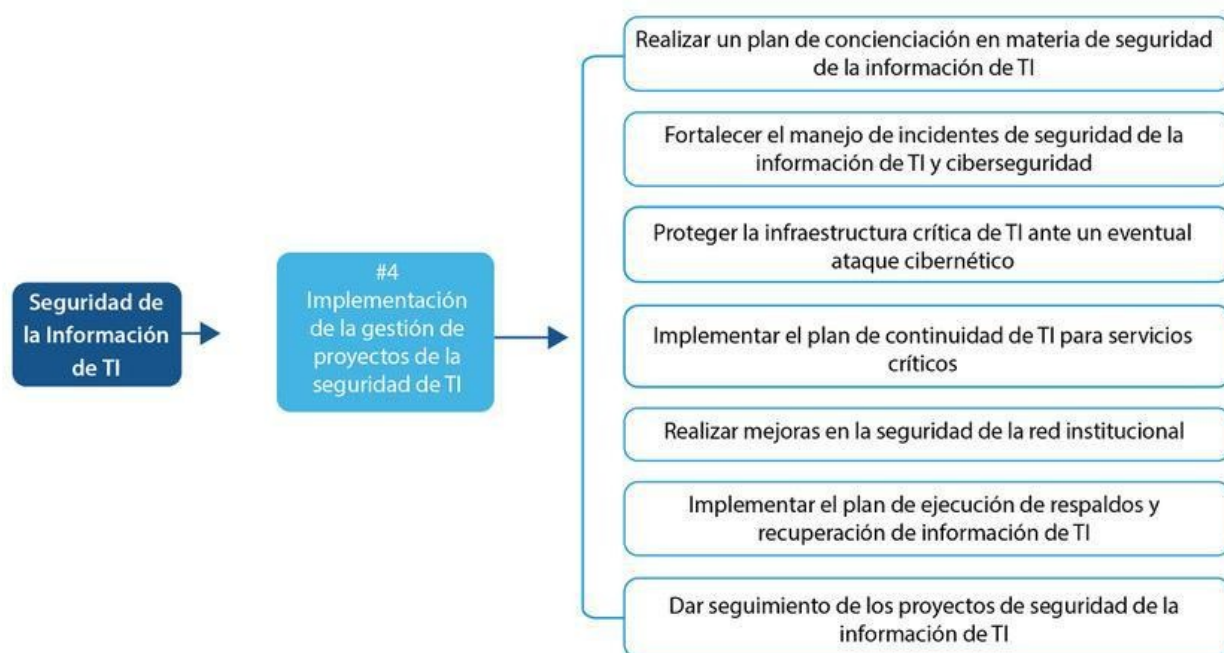 Seguridad de
la Información
de TI
#4
Implementación
de la gestión de
proyectos de la
seguridad de TI
Realizar un plan de concienciación en materia de seguridad
de la información de TI
Fortalecer el manejo de incidentes de seguridad de la
información de TI y ciberseguridad
Proteger la infraestructura crítica de TI ante un eventual
ataque cibernético
Implementar el plan de continuidad de TI para servicios
críticos
Realizar mejoras en la seguridad de la red institucional
Implementar el plan de ejecución de respaldos y
recuperación de información de TI
Dar seguimiento de los proyectos de seguridad de la
información de TI